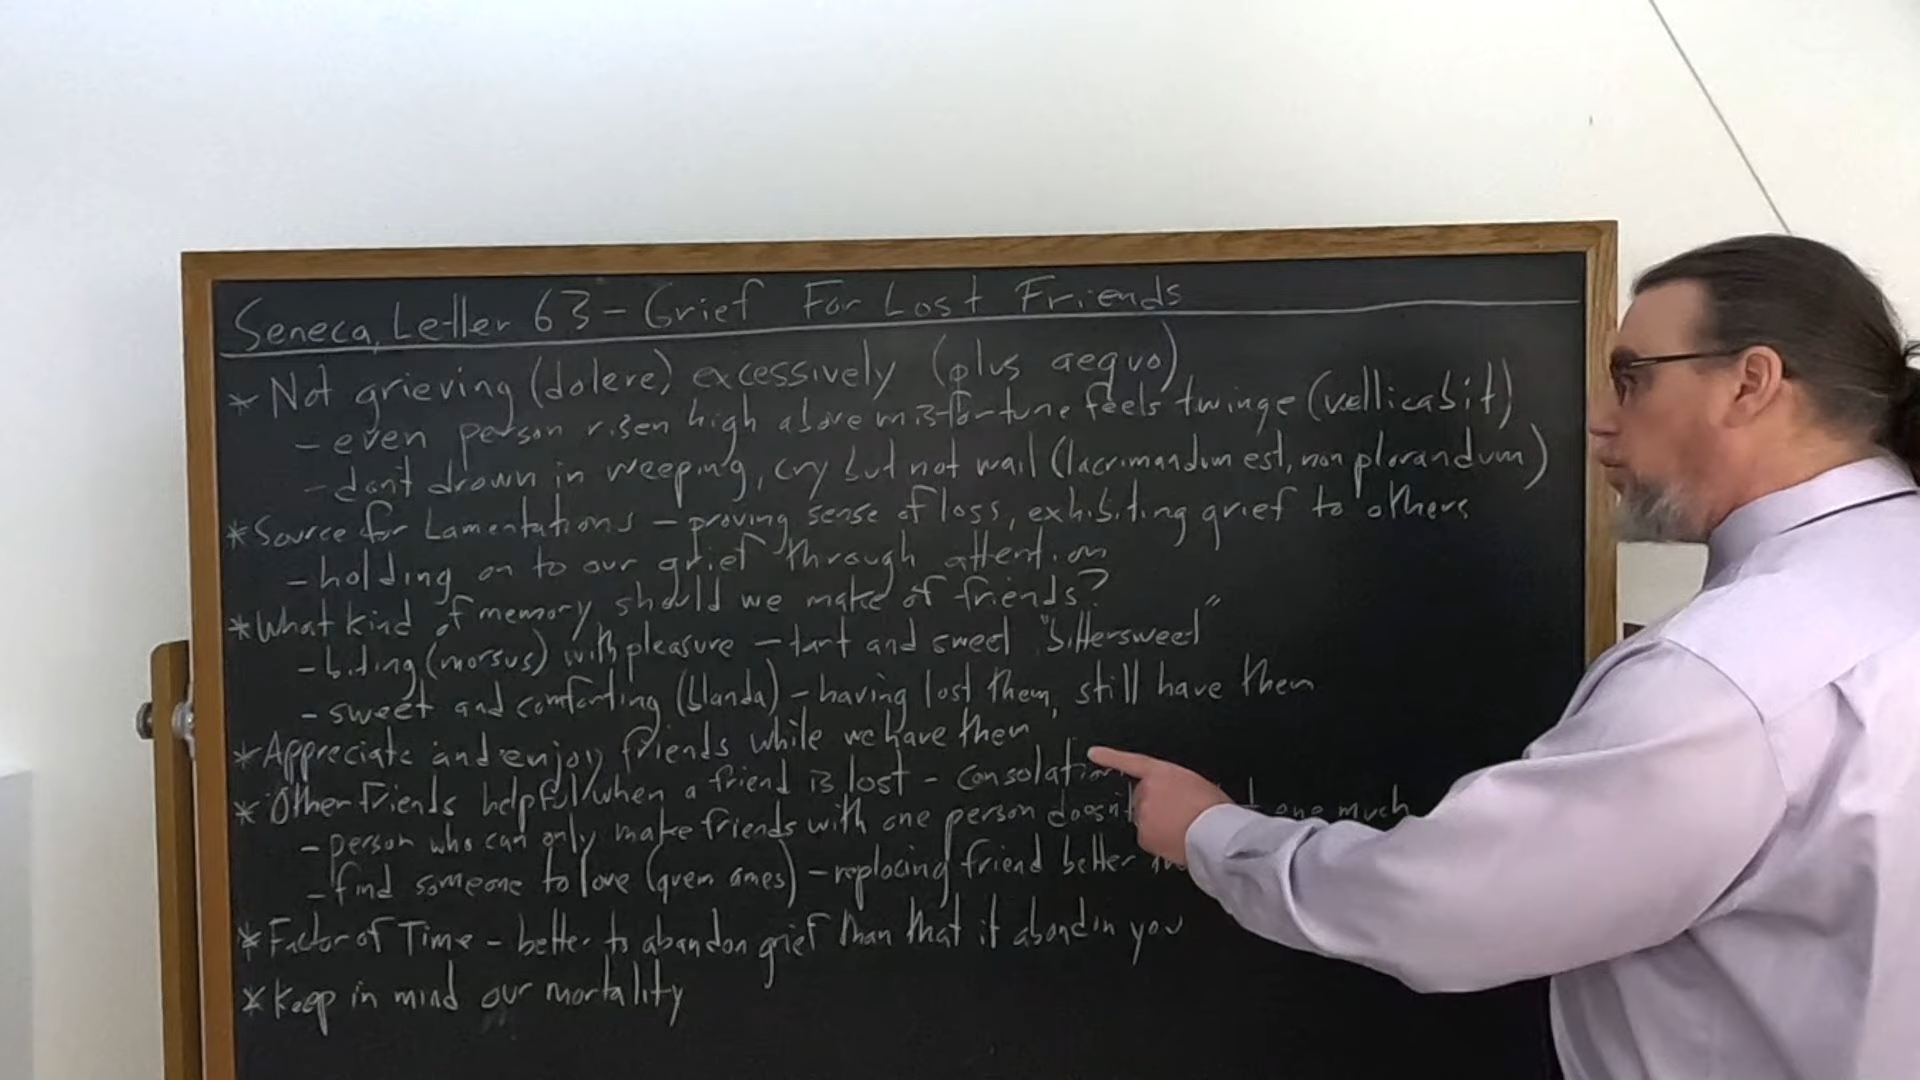 Seneca, Letter 63 - Grief For Lost Friends
* Not grieving (dolere) excessively (plus aequo)
- even person risen high above misfortune feels twinge (vellicabit)
- don't drown in weeping, cry but not wail (lacrimandum est, non plorandum)
* Source for Lamentations - proving sense of loss, exhibiting grief to others
- holding on to our grief through attention
* What kind of memory should we make of friends?
- biting (morsus) with pleasure - tart and sweet "bittersweet"
- sweet and comforting (blanda) - having lost them, still have them
* Appreciate and enjoy friends while we have them
* Other Friends helpful when a friend is lost - consolation
- person who can only make friends with one person doesn't one much
- find someone to love (quem ames) - replacing friend better
* Factor of Time - better to abandon grief than that it abandon you
* Keep in mind our mortality